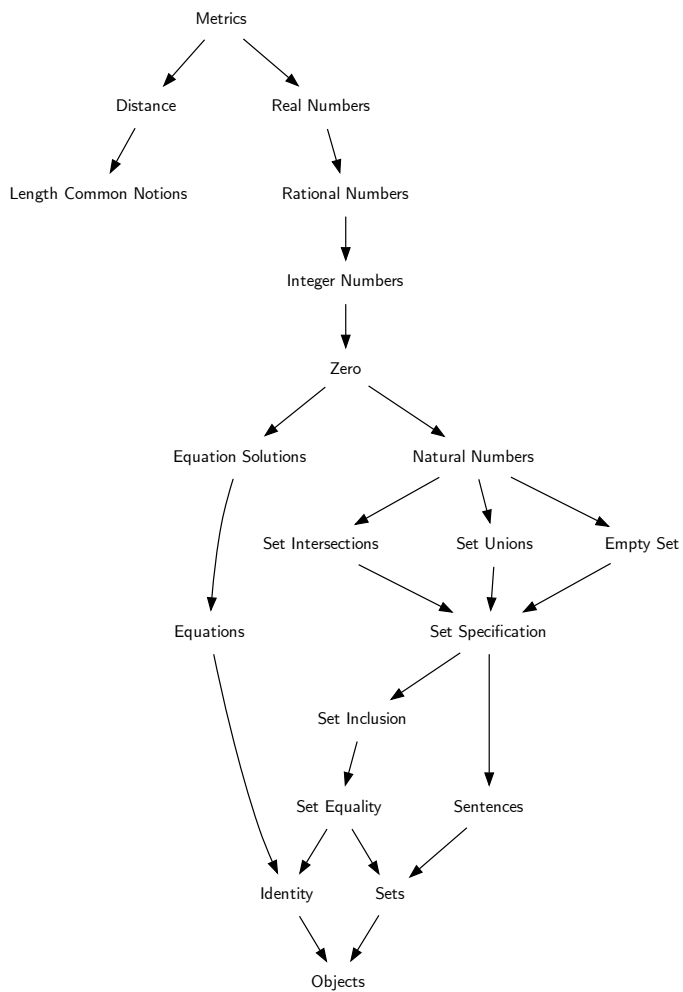 Metrics
Distance
Real Numbers
Length Common Notions
Rational Numbers
Integer Numbers
Zero
Equation Solutions
Natural Numbers
Set Intersections
Set Unions
Empty Set
Equations
Set Specification
Set Inclusion
Set Equality
Sentences
Identity
Sets
Objects